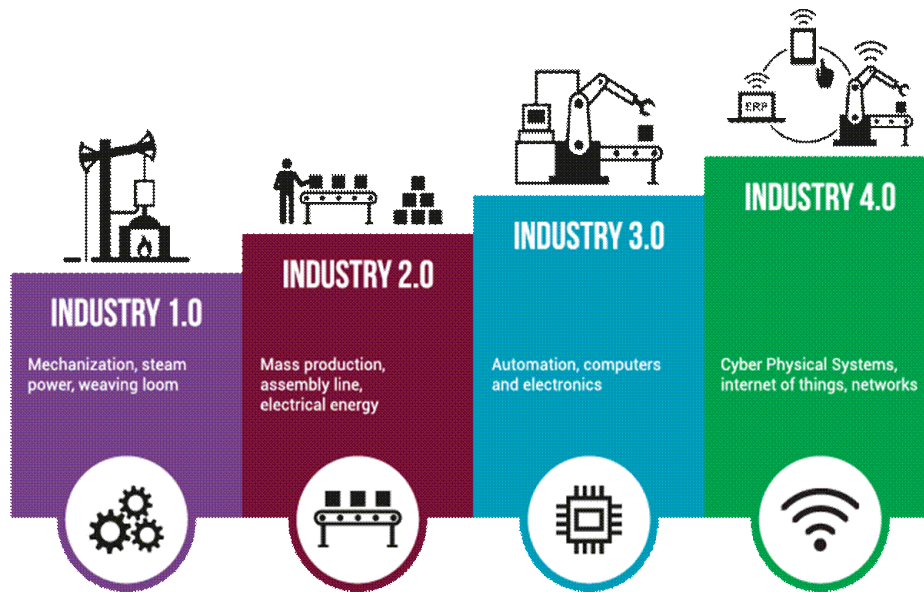 ERP
INDUSTRY 1.0
Mechanization, steam
power, weaving loom
INDUSTRY 2.0
Mass production,
assembly line,
electrical energy
INDUSTRY 3.0
Automation, computers
and electronics
INDUSTRY 4.0
Cyber Physical Systems,
internet of things, networks